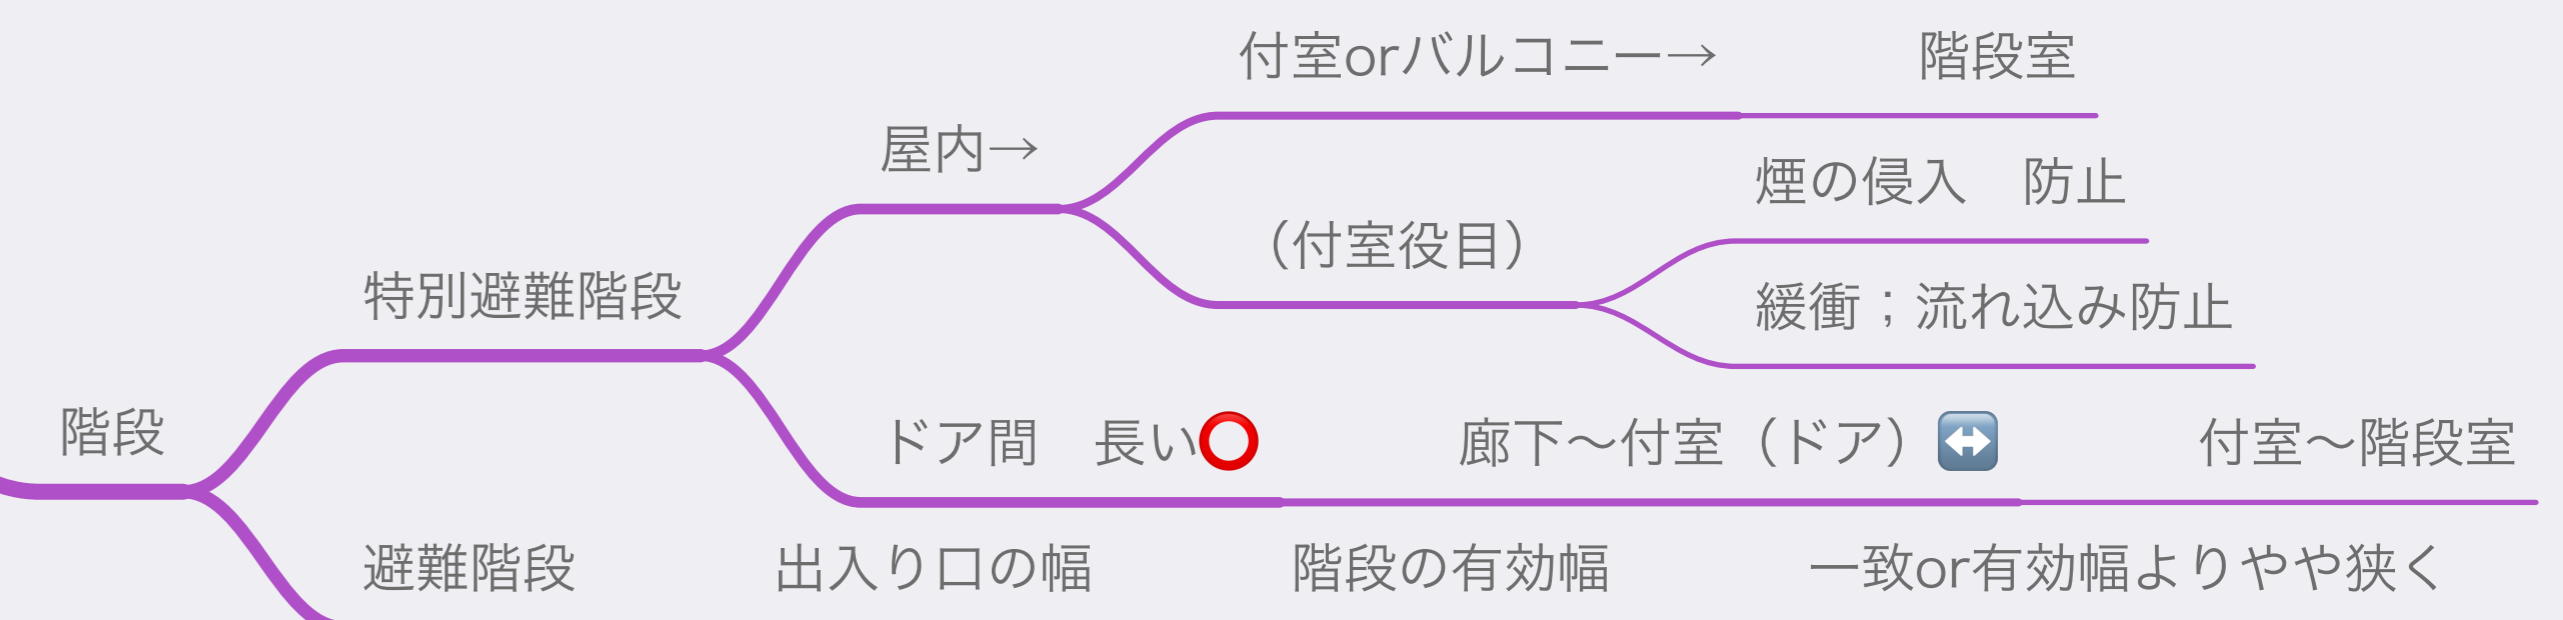 付室orバルコニー→　階段室
屋内→
煙の侵入　防止
（付室役目）
緩衝；流れ込み防止
特別避難階段
階段
ドア間　長い⭕　廊下〜付室（ドア）↔️　付室〜階段室
避難階段　出入り口の幅　階段の有効幅　一致or有効幅よりやや狭く